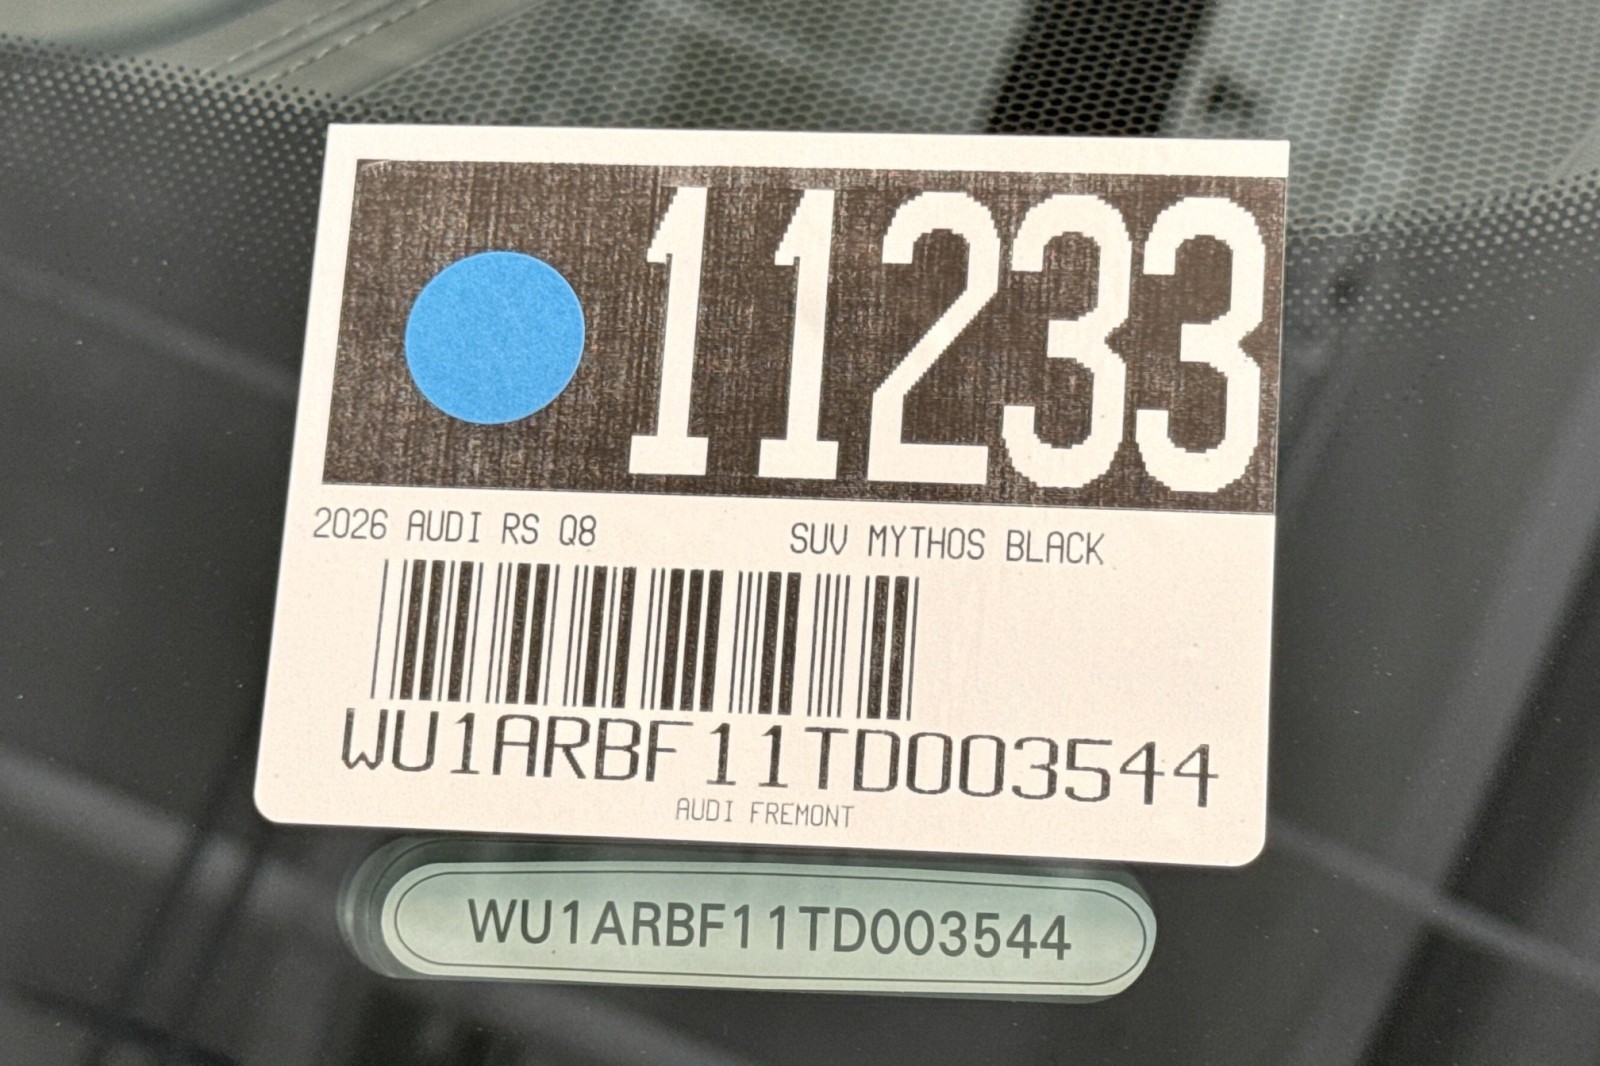 11233
2026 AUDI RS Q8 SUV MYTHOS BLACK
WU1ARBF11TD003544
AUDI FREMONT
WU1ARBF11TD003544